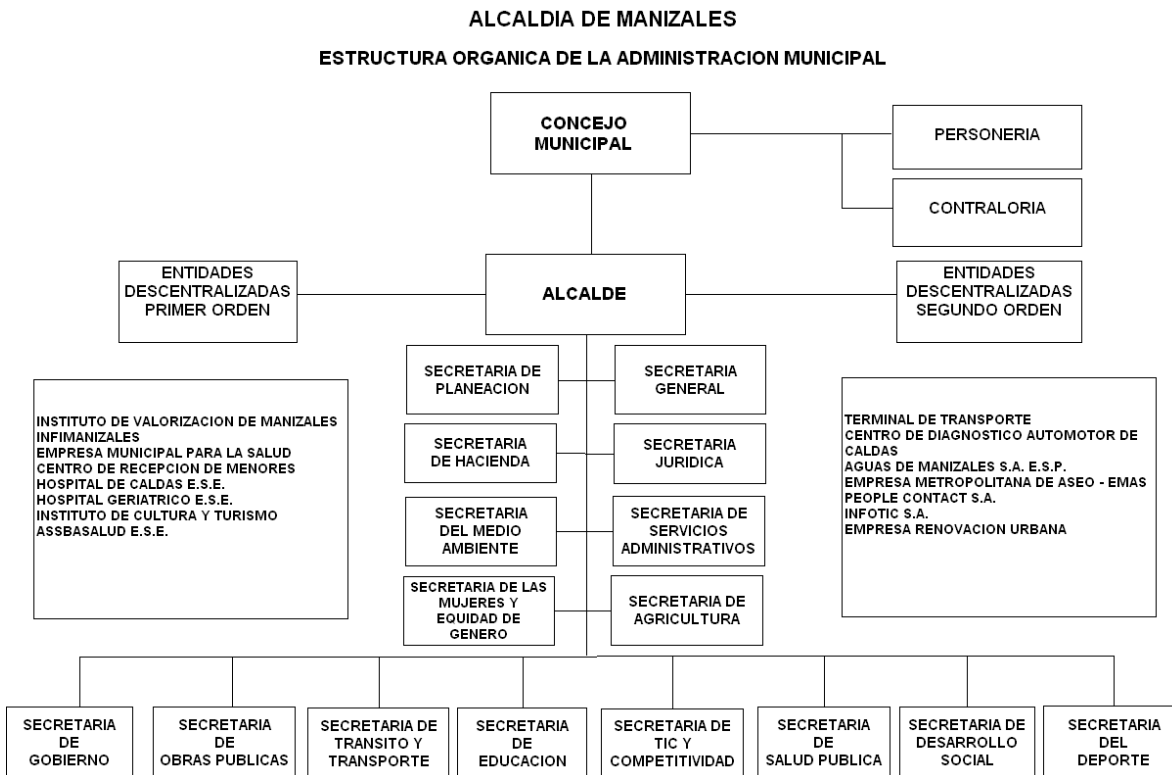 ALCALDIA DE MANIZALES
ESTRUCTURA ORGANICA DE LA ADMINISTRACION MUNICIPAL
CONCEJO
MUNICIPAL
PERSONERIA
CONTRALORIA
ENTIDADES
DESCENTRALIZADAS
PRIMER ORDEN
ALCALDE
ENTIDADES
DESCENTRALIZADAS
SEGUNDO ORDEN
SECRETARIA DE
PLANEACION
SECRETARIA
GENERAL
INSTITUTO DE VALORIZACION DE MANIZALES
INFIMANIZALES
EMPRESA MUNICIPAL PARA LA SALUD
CENTRO DE RECEPCION DE MENORES
HOSPITAL DE CALDAS E.S.E.
HOSPITAL GERIATRICO E.S.E.
INSTITUTO DE CULTURA Y TURISMO
ASSBASALUD E.S.E.
SECRETARIA
DE HACIENDA
SECRETARIA
JURIDICA
TERMINAL DE TRANSPORTE
CENTRO DE DIAGNOSTICO AUTOMOTOR DE
CALDAS
AGUAS DE MANIZALES S.A. E.S.P.
EMPRESA METROPOLITANA DE ASEO - EMAS
PEOPLE CONTACT S.A.
INFOTIC S.A.
EMPRESA RENOVACION URBANA
SECRETARIA
DEL MEDIO
AMBIENTE
SECRETARIA DE
SERVICIOS
ADMINISTRATIVOS
SECRETARIA DE LAS
MUJERES Y
EQUIDAD DE
GENERO
SECRETARIA DE
AGRICULTURA
SECRETARIA
DE
GOBIERNO
SECRETARIA
DE
OBRAS PUBLICAS
SECRETARIA DE
TRANSITO Y
TRANSPORTE
SECRETARIA
DE
EDUCACION
SECRETARIA DE
TIC Y
COMPETITIVIDAD
SECRETARIA
DE
SALUD PUBLICA
SECRETARIA DE
DESARROLLO
SOCIAL
SECRETARIA
DEL
DEPORTE